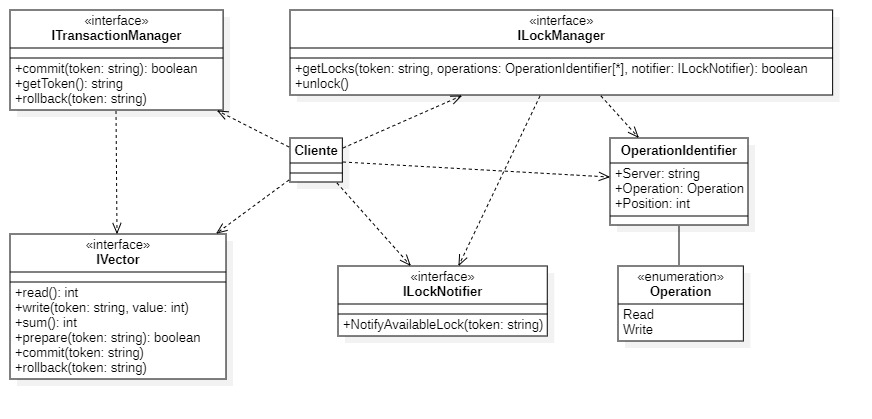 «interface»
ITransactionManager
+commit(token: string): boolean
+getToken(): string
+rollback(token: string)
«interface»
ILockManager
+getLocks(token: string, operations: OperationIdentifier[*], notifier: ILockNotifier): boolean
+unlock()
Cliente
OperationIdentifier
+Server: string
+Operation: Operation
+Position: int
«interface»
IVector
+read(): int
+write(token: string, value: int)
+sum(): int
+prepare(token: string): boolean
+commit(token: string)
+rollback(token: string)
«interface»
ILockNotifier
+NotifyAvailableLock(token: string)
«enumeration»
Operation
Read
Write